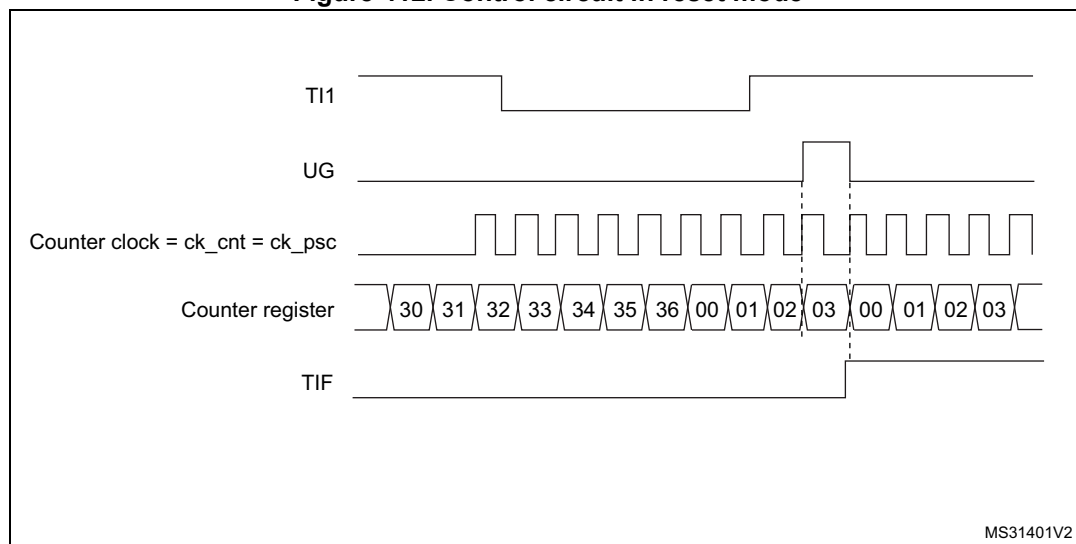 TI1
UG
Counter clock = ck_cnt = ck_psc
Counter register 30 31 32 33 34 35 36 00 01 02 03 00 01 02 03
TIF
MS31401V2